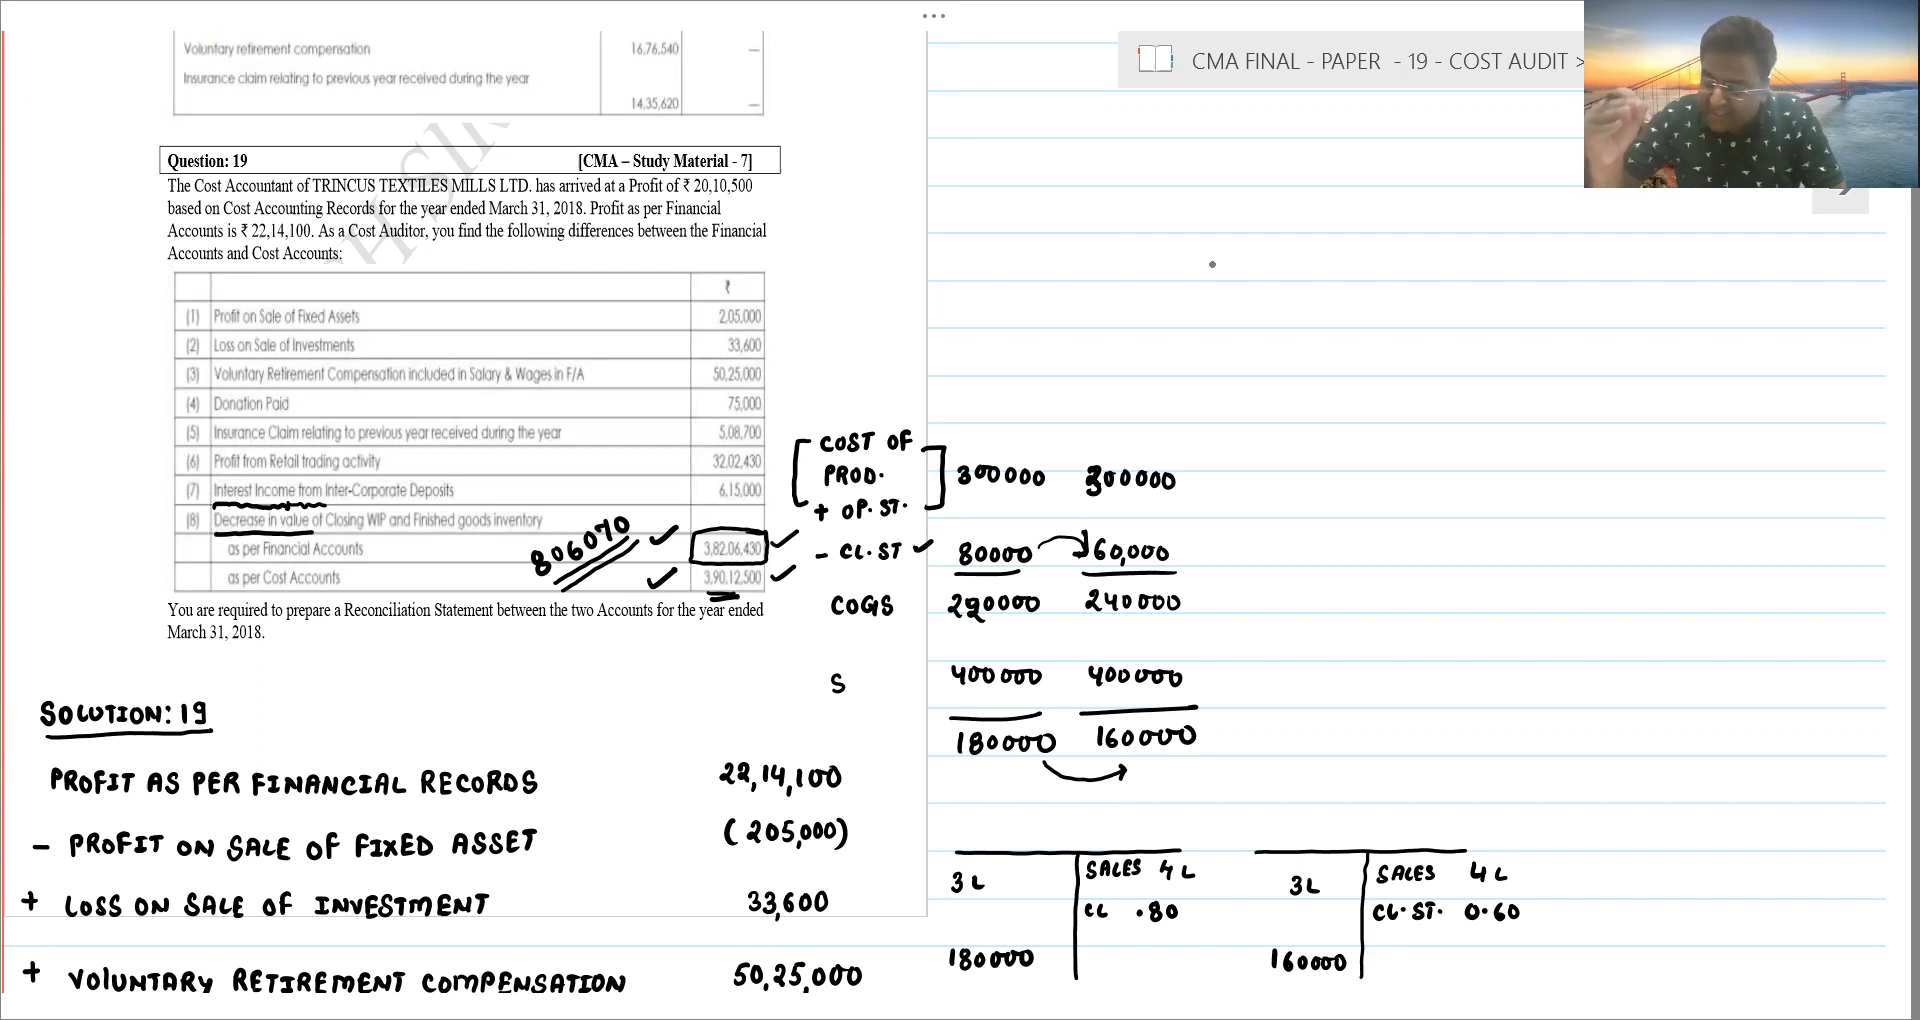 Voluntary retirement compensation 16,76,540 —
Insurance claim relating to previous year received during the year
14,35,620 —
CMA FINAL - PAPER - 19 - COST AUDIT >
Question: 19 [CMA – Study Material - 7]
The Cost Accountant of TRINCUS TEXTILES MILLS LTD. has arrived at a Profit of ₹ 20,10,500
based on Cost Accounting Records for the year ended March 31, 2018. Profit as per Financial
Accounts is ₹ 22,14,100. As a Cost Auditor, you find the following differences between the Financial
Accounts and Cost Accounts:
₹
(1) Profit on Sale of Fixed Assets 2,05,000
(2) Loss on Sale of Investments 33,600
(3) Voluntary Retirement Compensation included in Salary & Wages in F/A 50,25,000
(4) Donation Paid 75,000
(5) Insurance Claim relating to previous year received during the year 5,08,700
(6) Profit from Retail trading activity 32,02,430
(7) Interest Income from Inter-Corporate Deposits 6,15,000
(8) Decrease in value of Closing WIP and Finished goods inventory
as per Financial Accounts 3,82,06,430
as per Cost Accounts 3,90,12,500
806070
You are required to prepare a Reconciliation Statement between the two Accounts for the year ended
March 31, 2018.
COST OF
PROD. 300000 300000
+ OP. ST.
- CL. ST 80000 60,000
COGS 220000 240000
S 400000 400000
180000 160000
SOLUTION: 19
PROFIT AS PER FINANCIAL RECORDS 22,14,100
- PROFIT ON SALE OF FIXED ASSET (205,000)
+ LOSS ON SALE OF INVESTMENT 33,600
+ VOLUNTARY RETIREMENT COMPENSATION 50,25,000
3L SALES 4L
CL .80
180000
3L SALES 4L
CL. ST. 0.60
160000